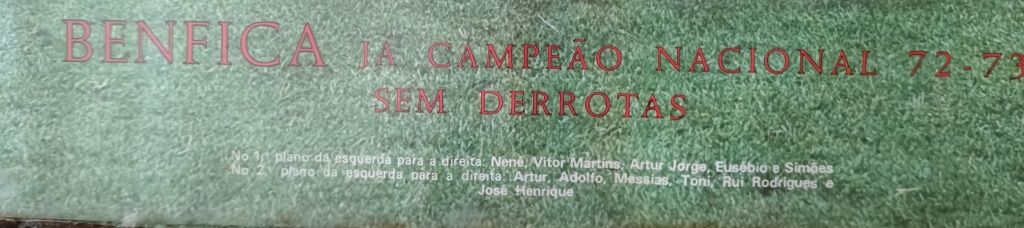 BENFICA JÁ CAMPEÃO NACIONAL 72-73
SEM DERROTAS
No 1.º plano da esquerda para a direita: Nené, Vitor Martins, Artur Jorge, Eusébio e Simões
No 2.º plano da esquerda para a direita: Artur, Adolfo, Messias, Toni, Rui Rodrigues e
José Henrique